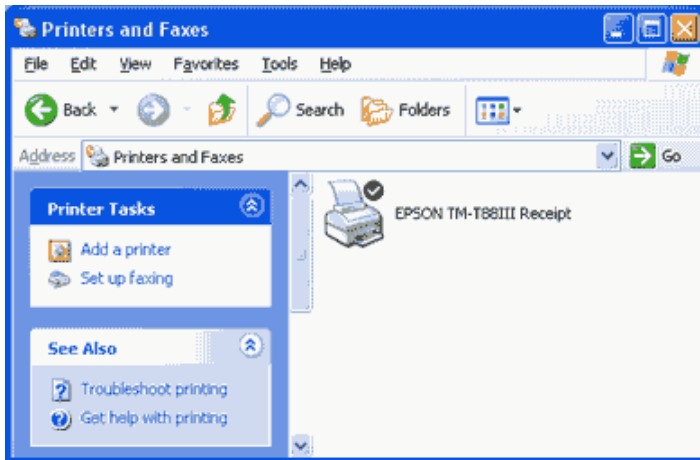 Printers and Faxes
File Edit View Favorites Tools Help
Back Search Folders
Address Printers and Faxes Go
Printer Tasks
Add a printer
Set up faxing
EPSON TM-T88III Receipt
See Also
Troubleshoot printing
Get help with printing